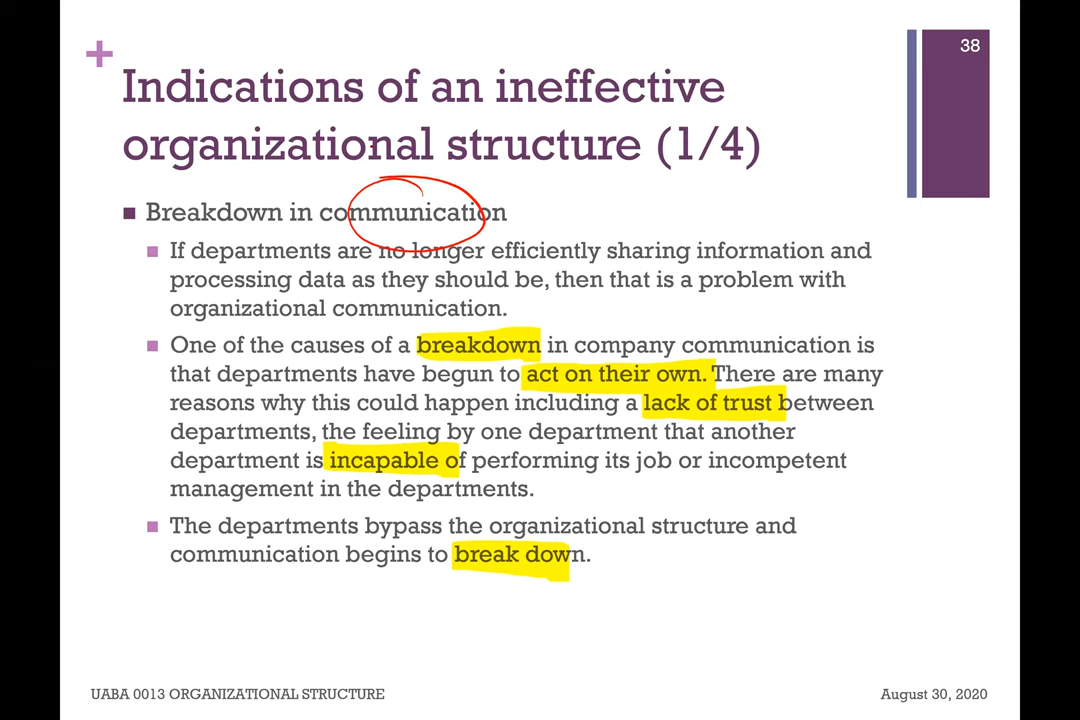 38
+
Indications of an ineffective
organizational structure (1/4)
Breakdown in communication
If departments are no longer efficiently sharing information and
processing data as they should be, then that is a problem with
organizational communication.
One of the causes of a breakdown in company communication is
that departments have begun to act on their own. There are many
reasons why this could happen including a lack of trust between
departments, the feeling by one department that another
department is incapable of performing its job or incompetent
management in the departments.
The departments bypass the organizational structure and
communication begins to break down.
UABA 0013 ORGANIZATIONAL STRUCTURE
August 30, 2020